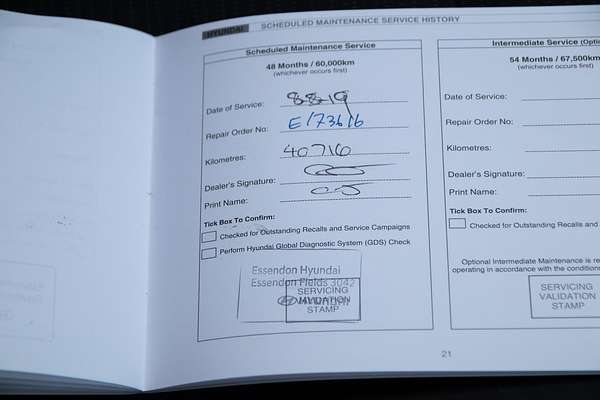 HYUNDAI SCHEDULED MAINTENANCE SERVICE HISTORY
Scheduled Maintenance Service
48 Months / 60,000km
(whichever occurs first)
Date of Service: 8.8.19
Repair Order No: E173616
Kilometres: 40716
Dealer's Signature:
Print Name:
Tick Box To Confirm:
Checked for Outstanding Recalls and Service Campaigns
Perform Hyundai Global Diagnostic System (GDS) Check
Essendon Hyundai
Essendon Fields 3042
HYUNDAI
SERVICING
VALIDATION
STAMP
Intermediate Service (Optio
54 Months / 67,500km
(whichever occurs first)
Date of Service:
Repair Order No:
Kilometres:
Dealer's Signature:
Print Name:
Tick Box To Confirm:
Checked for Outstanding Recalls and
Optional Intermediate Maintenance is re
operating in accordance with the conditions
SERVICING
VALIDATION
STAMP
21